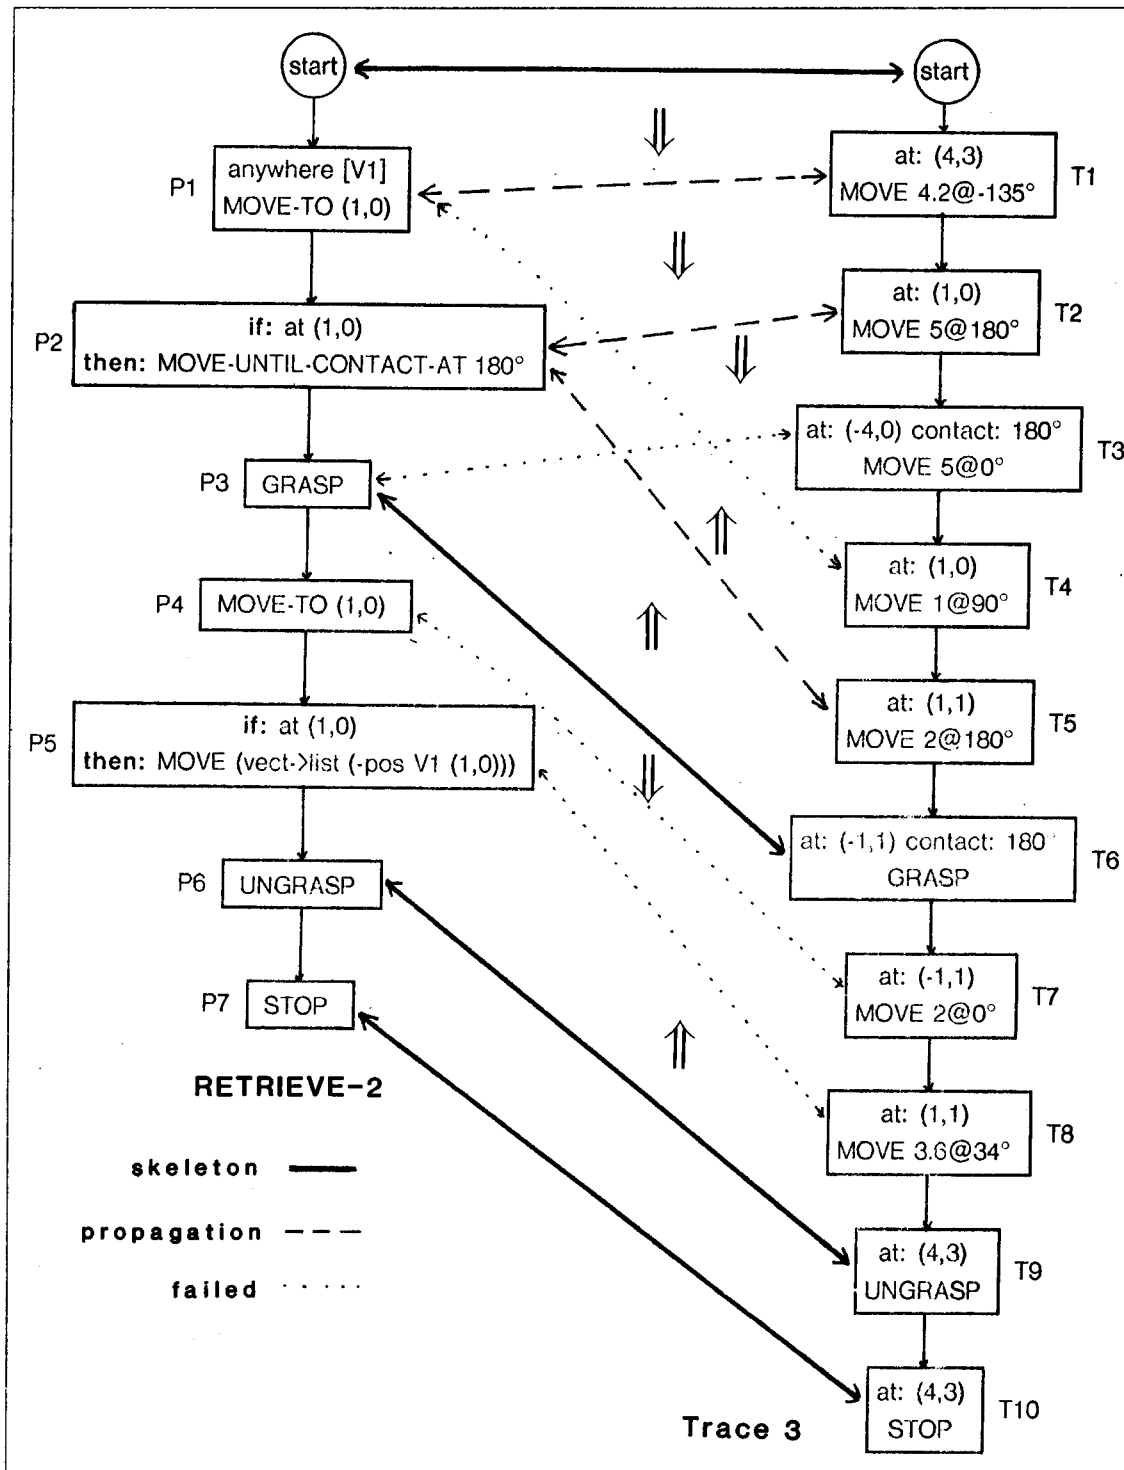 start
start
P1
anywhere [V1]
MOVE-TO (1,0)
at: (4,3)
MOVE 4.2@-135°
T1
P2
if: at (1,0)
then: MOVE-UNTIL-CONTACT-AT 180°
at: (1,0)
MOVE 5@180°
T2
P3
GRASP
at: (-4,0) contact: 180°
MOVE 5@0°
T3
P4
MOVE-TO (1,0)
at: (1,0)
MOVE 1@90°
T4
P5
if: at (1,0)
then: MOVE (vect->list (-pos V1 (1,0)))
at: (1,1)
MOVE 2@180°
T5
P6
UNGRASP
at: (-1,1) contact: 180°
GRASP
T6
P7
STOP
at: (-1,1)
MOVE 2@0°
T7
RETRIEVE-2
at: (1,1)
MOVE 3.6@34°
T8
skeleton
propagation
failed
at: (4,3)
UNGRASP
T9
at: (4,3)
STOP
T10
Trace 3